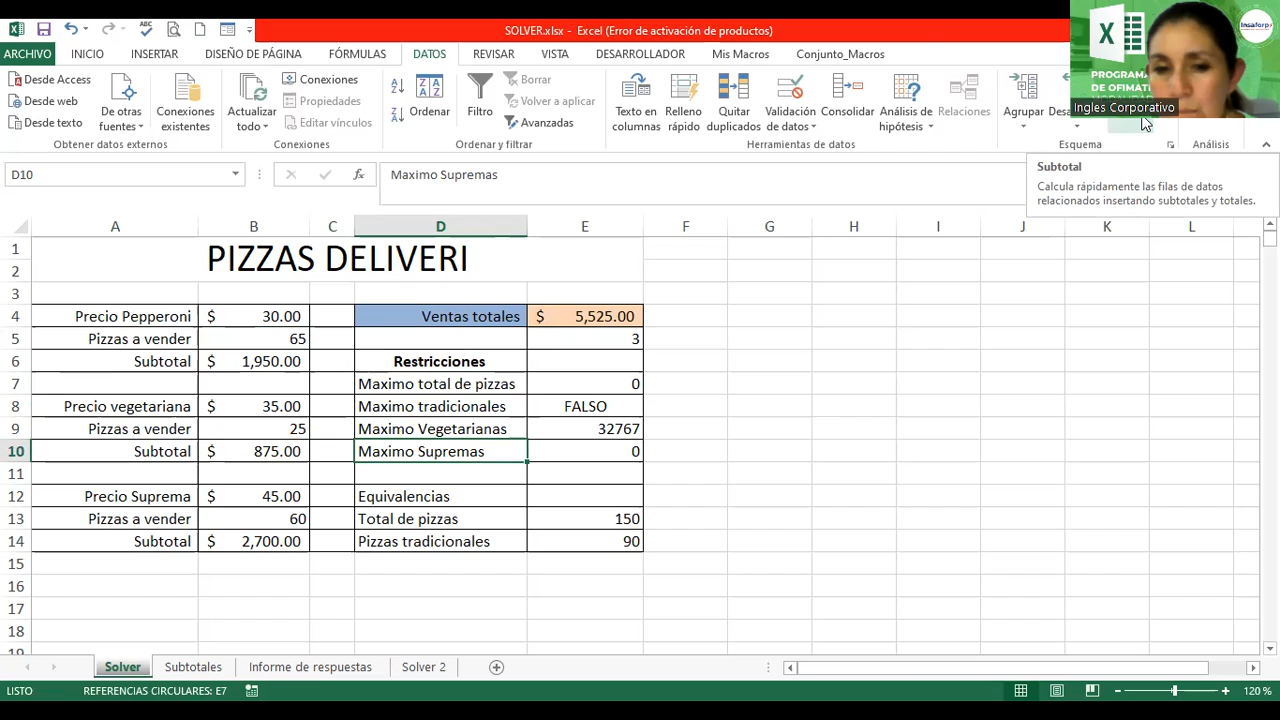 SOLVER.xlsx - Excel (Error de activación de productos)
ARCHIVO INICIO INSERTAR DISEÑO DE PÁGINA FÓRMULAS DATOS REVISAR VISTA DESARROLLADOR Mis Macros Conjunto_Macros
Desde Access
Desde web
Desde texto
De otras fuentes
Conexiones existentes
Actualizar todo
Conexiones
Propiedades
Editar vínculos
Ordenar
Filtro
Borrar
Volver a aplicar
Avanzadas
Texto en columnas
Relleno rápido
Quitar duplicados
Validación de datos
Consolidar
Análisis de hipótesis
Relaciones
Agrupar
Obtener datos externos Conexiones Ordenar y filtrar Herramientas de datos Esquema Análisis
PROGRAMA
DE OFIMATI
Ingles Corporativo
Insaforp
Subtotal
Calcula rápidamente las filas de datos
relacionados insertando subtotales y totales.
D10 fx Maximo Supremas
A B C D E F G H I J K L
1 PIZZAS DELIVERI
2
3
4 Precio Pepperoni $ 30.00 Ventas totales $ 5,525.00
5 Pizzas a vender 65 3
6 Subtotal $ 1,950.00 Restricciones
7 Maximo total de pizzas 0
8 Precio vegetariana $ 35.00 Maximo tradicionales FALSO
9 Pizzas a vender 25 Maximo Vegetarianas 32767
10 Subtotal $ 875.00 Maximo Supremas 0
11
12 Precio Suprema $ 45.00 Equivalencias
13 Pizzas a vender 60 Total de pizzas 150
14 Subtotal $ 2,700.00 Pizzas tradicionales 90
15
16
17
18
Solver Subtotales Informe de respuestas Solver 2
LISTO REFERENCIAS CIRCULARES: E7 120 %